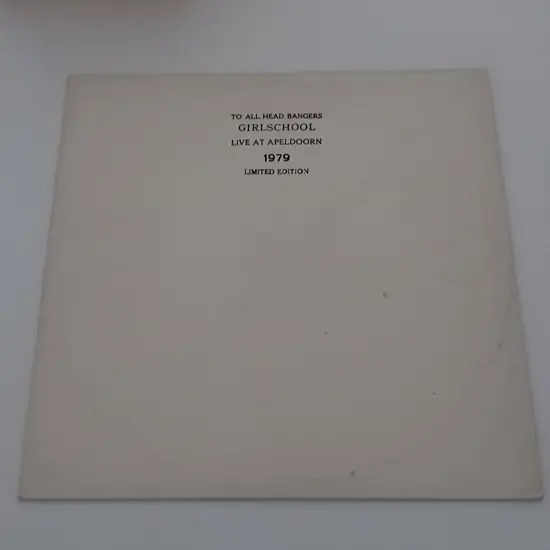 TO ALL HEAD BANGERS
GIRLSCHOOL
LIVE AT APELDOORN
1979
LIMITED EDITION